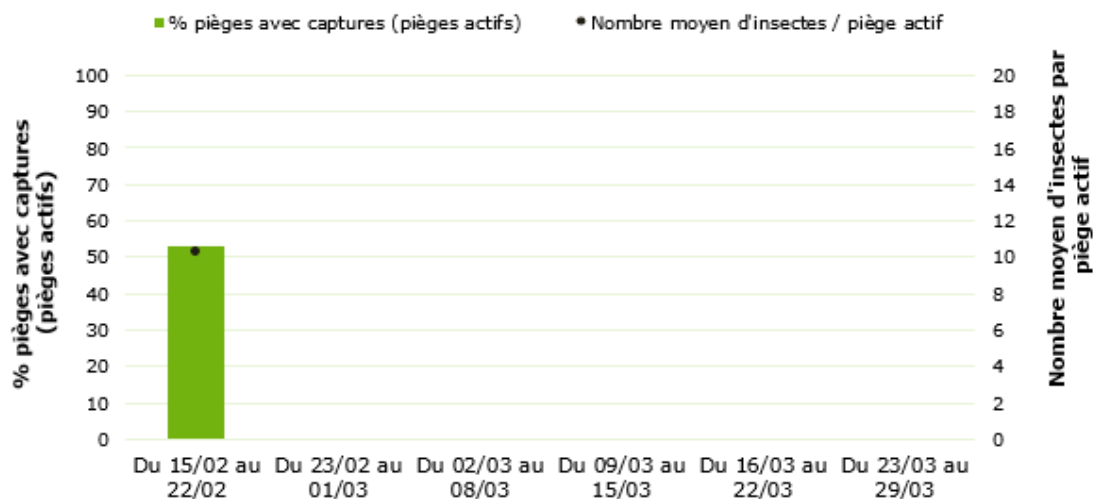 % pièges avec captures (pièges actifs)
Nombre moyen d'insectes / piège actif
% pièges avec captures
(pièges actifs)
100
90
80
70
60
50
40
30
20
10
0
20
18
16
14
12
10
8
6
4
2
0
Nombre moyen d'insectes par
piège actif
Du 15/02 au
22/02
Du 23/02 au
01/03
Du 02/03 au
08/03
Du 09/03 au
15/03
Du 16/03 au
22/03
Du 23/03 au
29/03